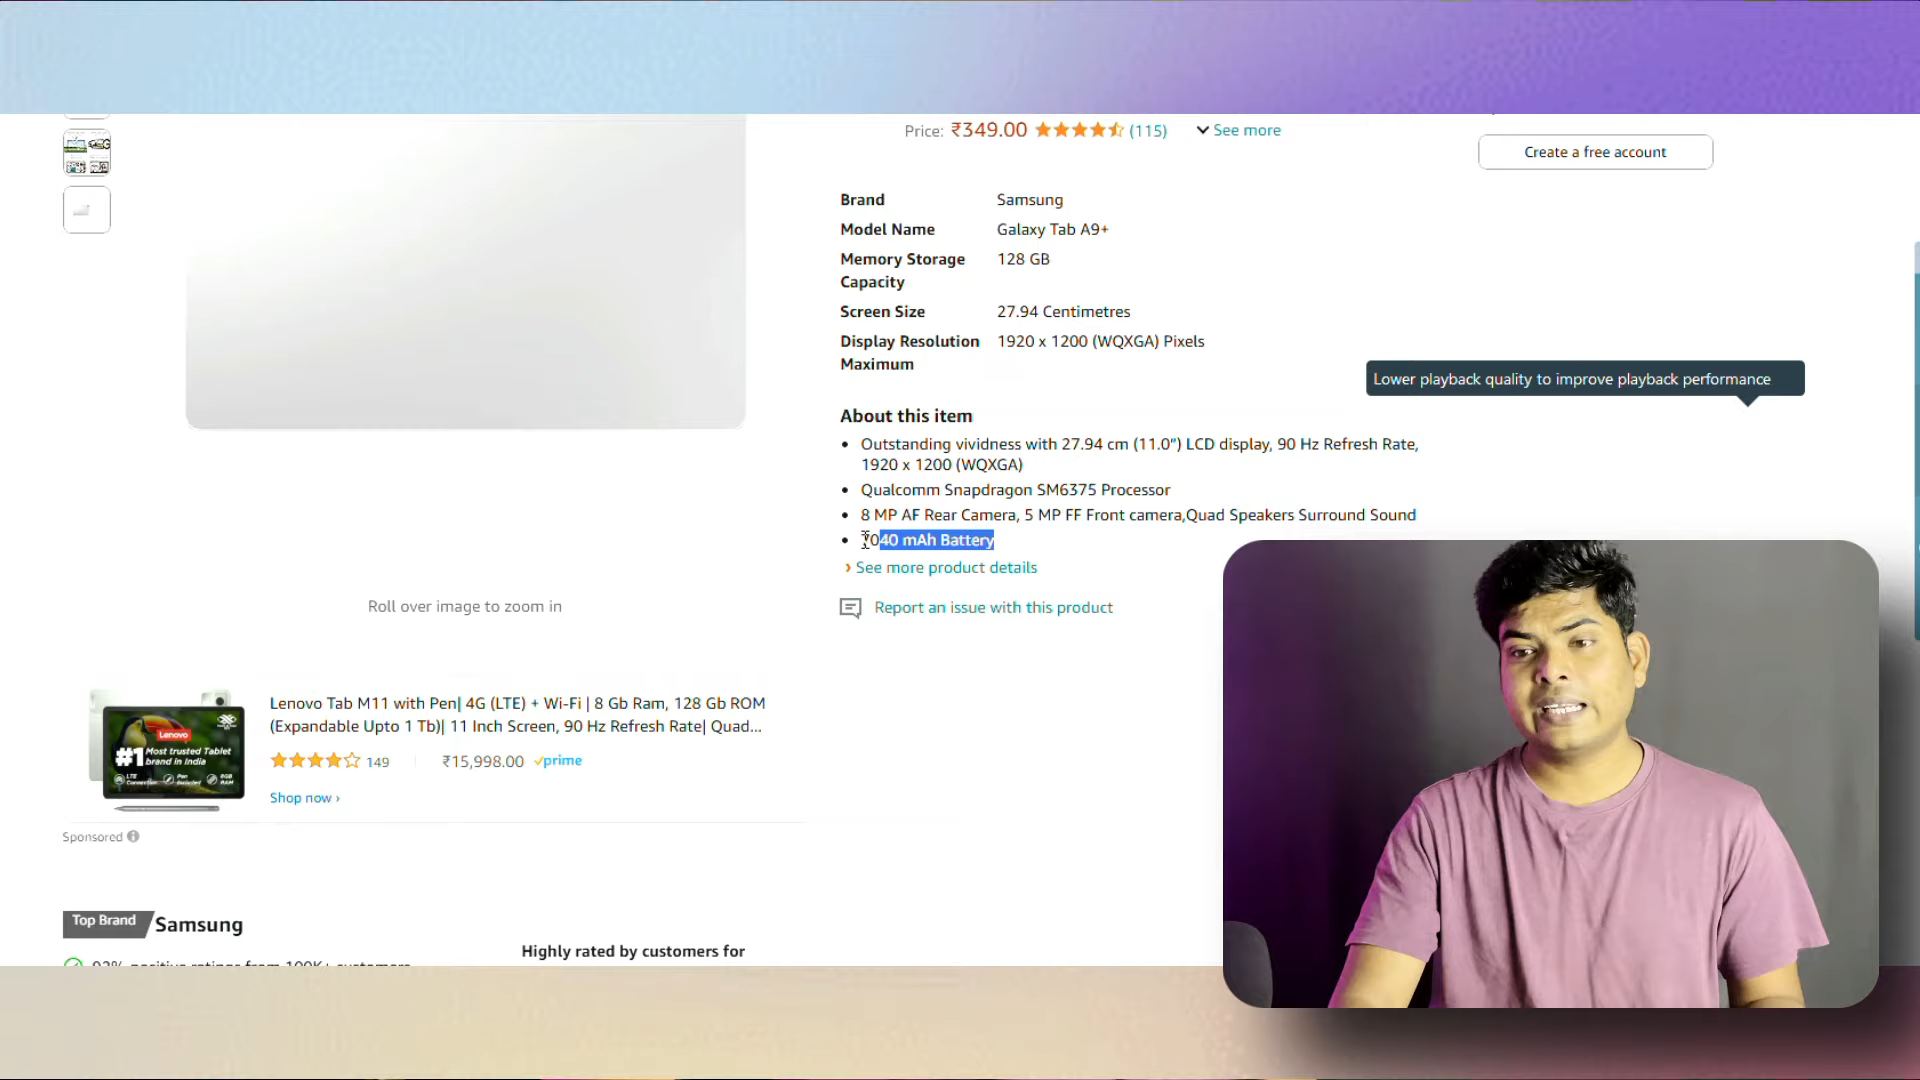 Price: ₹349.00 (115) See more
Create a free account
Brand Samsung
Model Name Galaxy Tab A9+
Memory Storage Capacity 128 GB
Screen Size 27.94 Centimetres
Display Resolution Maximum 1920 x 1200 (WQXGA) Pixels
Lower playback quality to improve playback performance
About this item
Outstanding vividness with 27.94 cm (11.0") LCD display, 90 Hz Refresh Rate,
1920 x 1200 (WQXGA)
Qualcomm Snapdragon SM6375 Processor
8 MP AF Rear Camera, 5 MP FF Front camera,Quad Speakers Surround Sound
7040 mAh Battery
› See more product details
Report an issue with this product
Roll over image to zoom in
Lenovo
#1 Most trusted Tablet
brand in India
Lenovo Tab M11 with Pen| 4G (LTE) + Wi-Fi | 8 Gb Ram, 128 Gb ROM
(Expandable Upto 1 Tb)| 11 Inch Screen, 90 Hz Refresh Rate| Quad...
149 ₹15,998.00 prime
Shop now ›
Sponsored
Top Brand Samsung
Highly rated by customers for
92% positive ratings from 100K+ customers